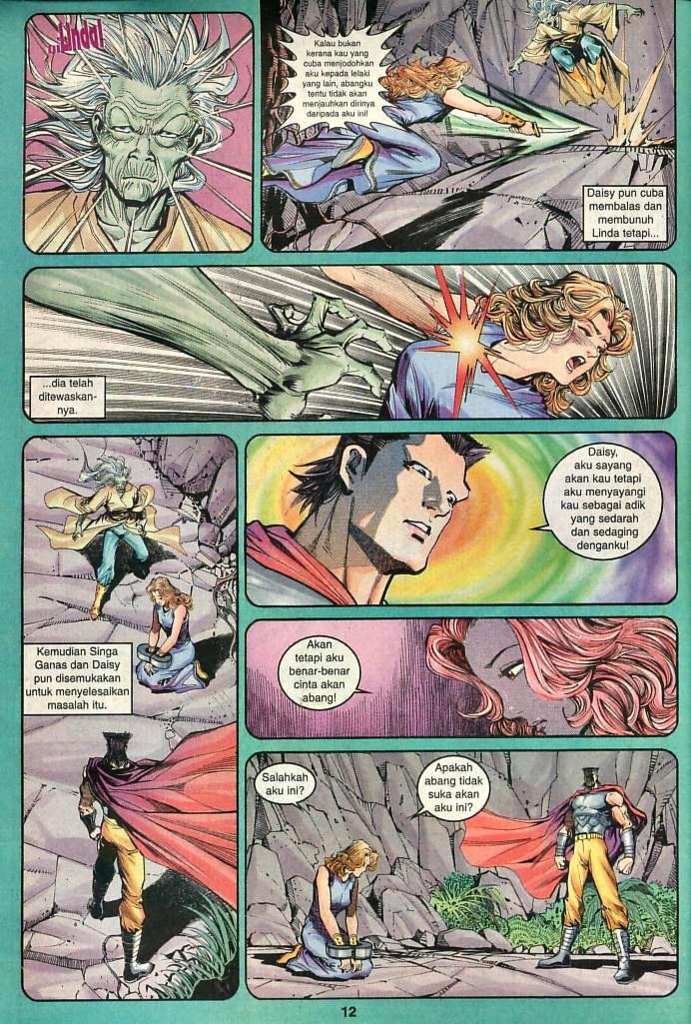 ...Linda!
Kalau bukan
kerana kau yang
cuba menjodohkan
aku kepada lelaki
yang lain, abangku
tentu tidak akan
menjauhkan dirinya
daripada aku ini!
Daisy pun cuba
membalas dan
membunuh
Linda tetapi...
...dia telah
ditewaskan-
nya.
Kemudian Singa
Ganas dan Daisy
pun disemukakan
untuk menyelesaikan
masalah itu.
Daisy,
aku sayang
akan kau tetapi
aku menyayangi
kau sebagai adik
yang sedarah
dan sedaging
denganku!
Akan
tetapi aku
benar-benar
cinta akan
abang!
Salahkah
aku ini?
Apakah
abang tidak
suka akan
aku ini?
12